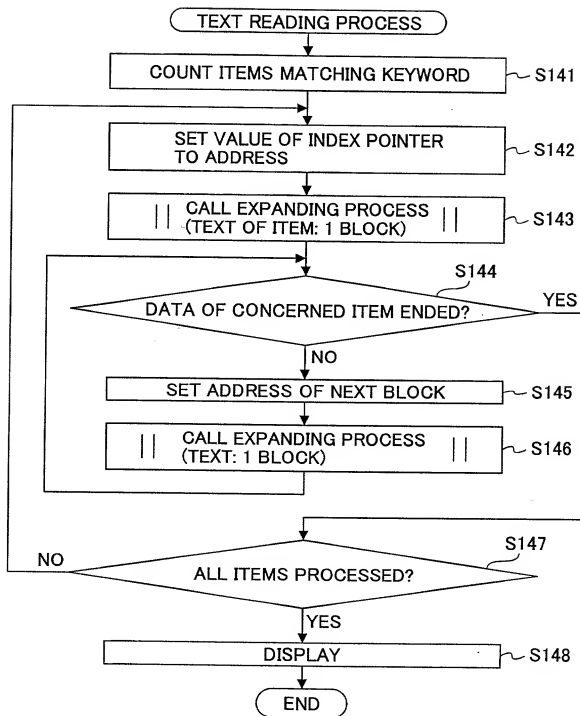 TEXT READING PROCESS
COUNT ITEMS MATCHING KEYWORD
S141
SET VALUE OF INDEX POINTER
TO ADDRESS
S142
CALL EXPANDING PROCESS
(TEXT OF ITEM: 1 BLOCK)
S143
S144
DATA OF CONCERNED ITEM ENDED?
YES
NO
SET ADDRESS OF NEXT BLOCK
S145
CALL EXPANDING PROCESS
(TEXT: 1 BLOCK)
S146
S147
NO
ALL ITEMS PROCESSED?
YES
DISPLAY
S148
END